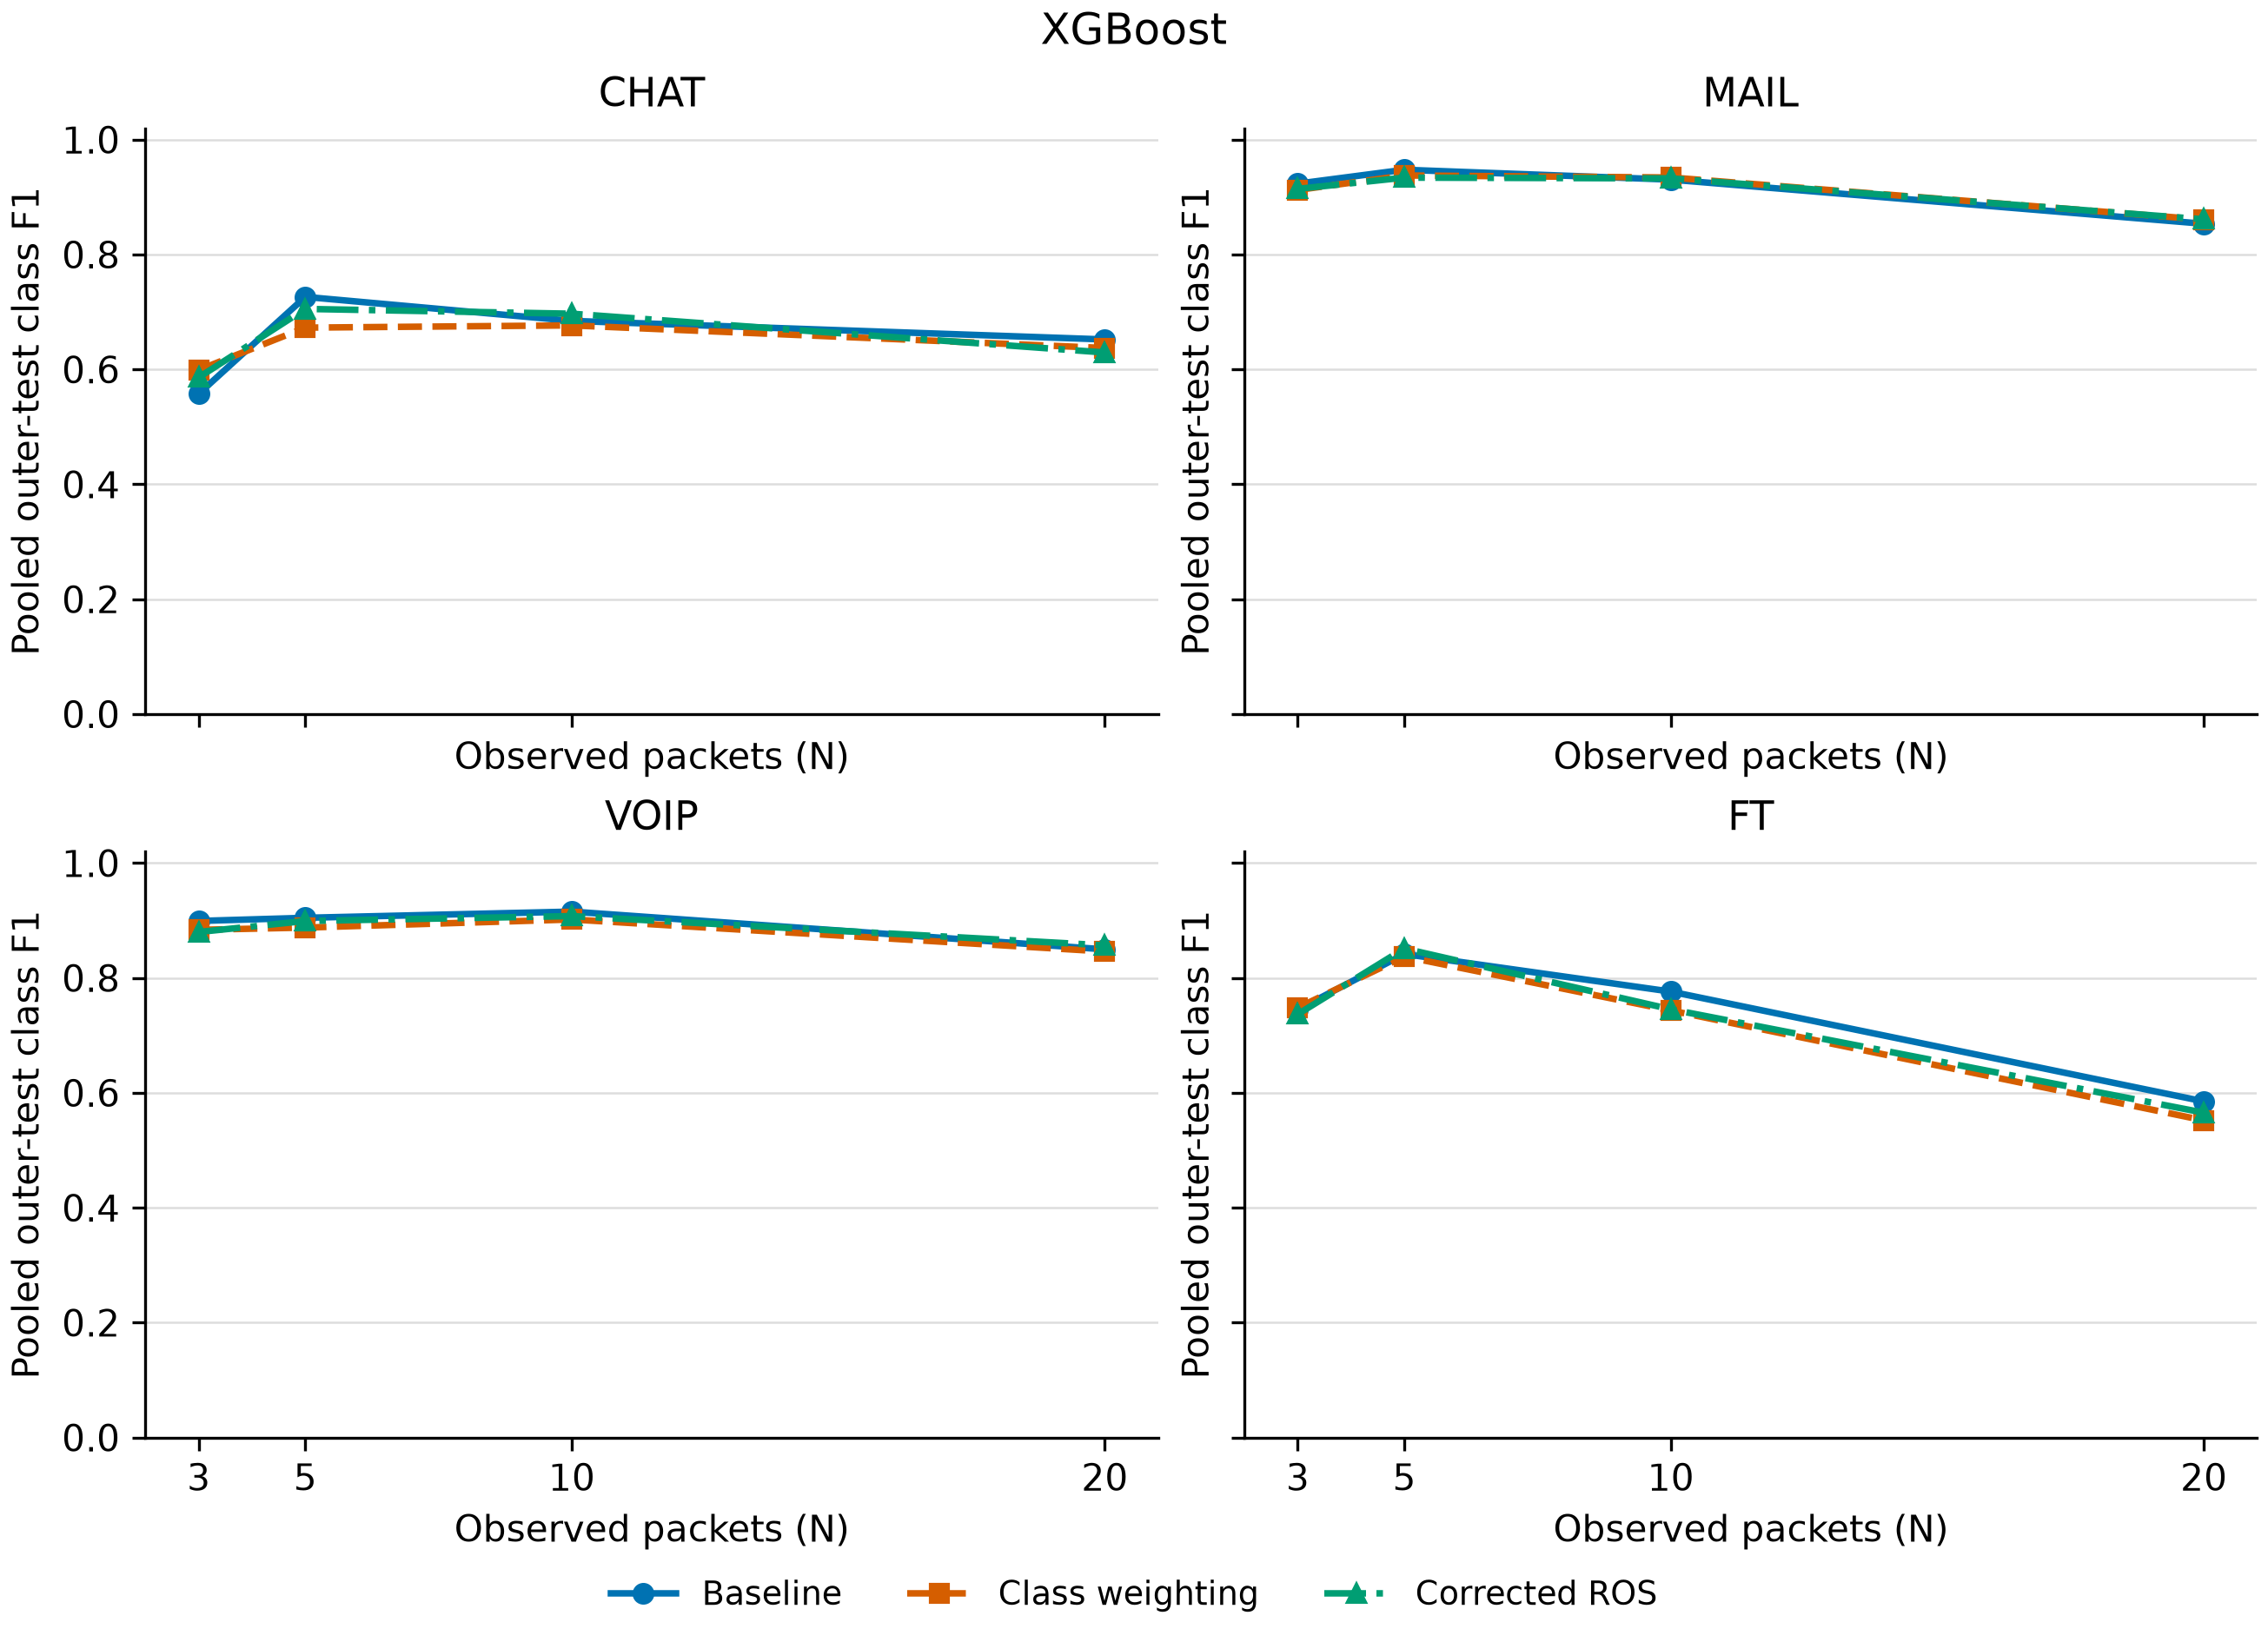 XGBoost
CHAT
MAIL
1.0
0.8
0.6
0.4
0.2
0.0
Pooled outer-test class F1
Pooled outer-test class F1
Observed packets (N)
Observed packets (N)
VOIP
FT
1.0
0.8
0.6
0.4
0.2
0.0
Pooled outer-test class F1
Pooled outer-test class F1
3 5 10 20
3 5 10 20
Observed packets (N)
Observed packets (N)
Baseline Class weighting Corrected ROS